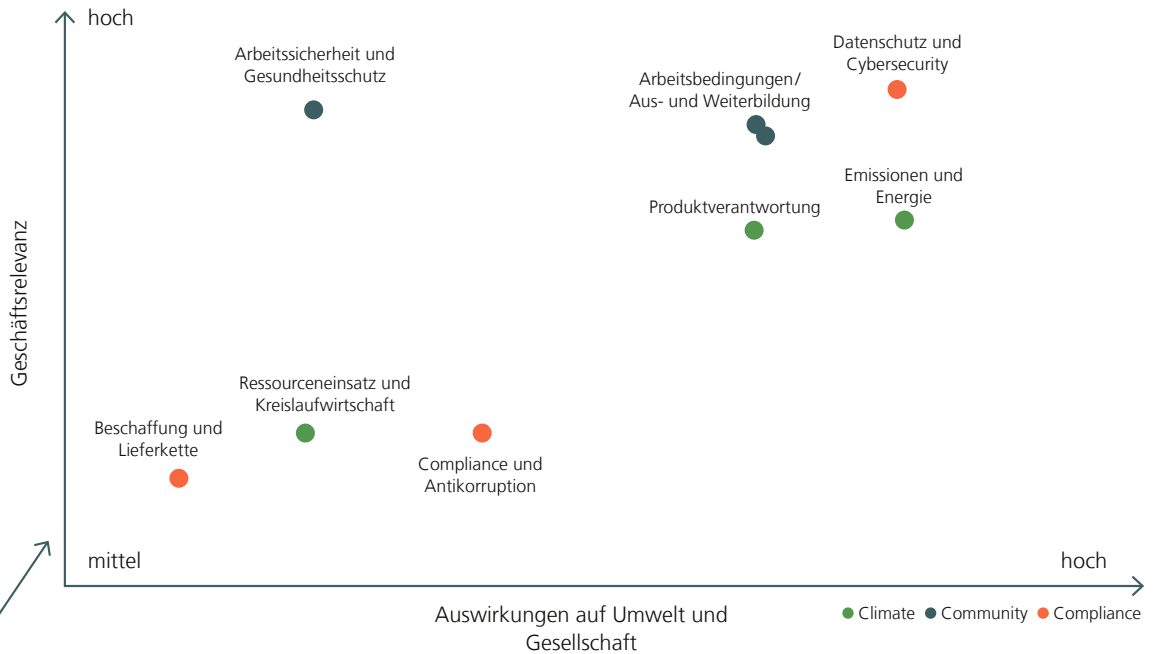 hoch
Arbeitssicherheit und
Gesundheitsschutz
Arbeitsbedingungen/
Aus- und Weiterbildung
Datenschutz und
Cybersecurity
Emissionen und
Energie
Produktverantwortung
Geschäftsrelevanz
Ressourceneinsatz und
Kreislaufwirtschaft
Beschaffung und
Lieferkette
Compliance und
Antikorruption
mittel
hoch
Auswirkungen auf Umwelt und
Gesellschaft
Climate Community Compliance